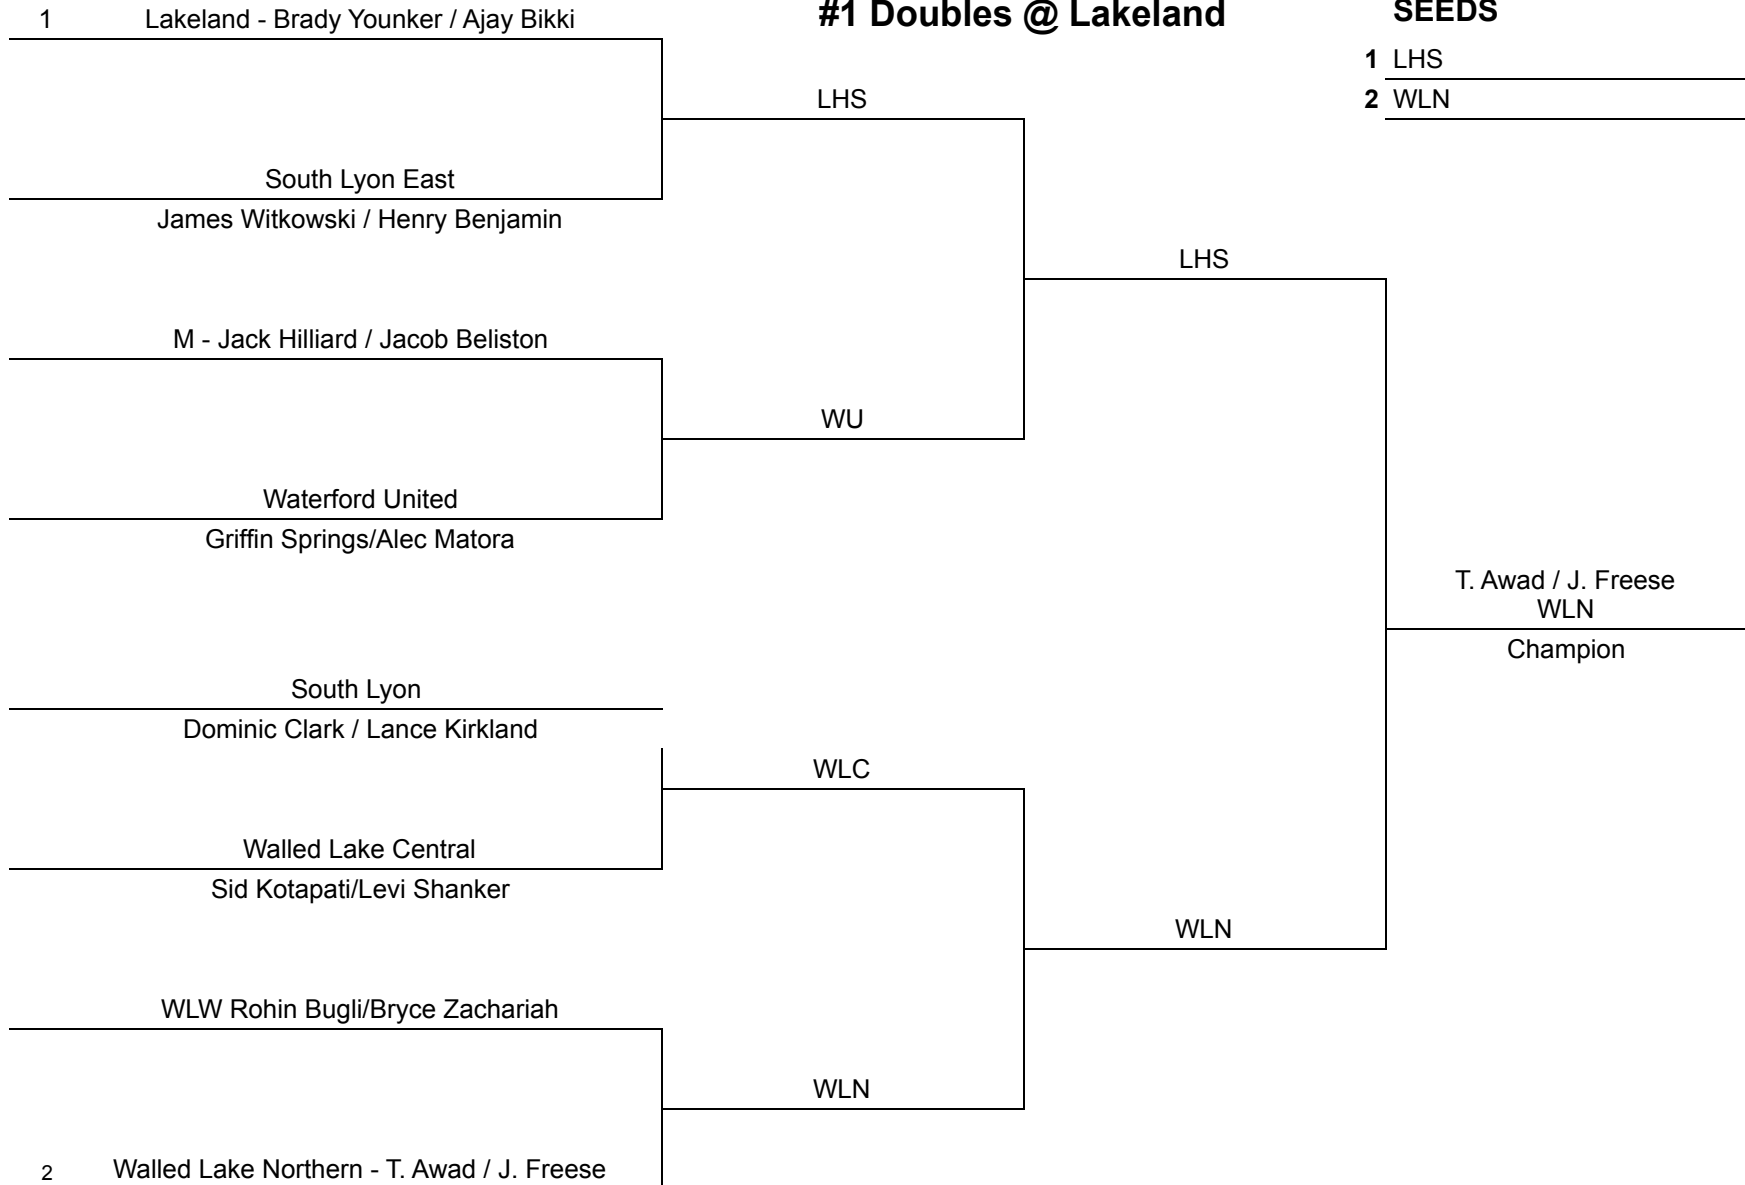 #1 Doubles @ Lakeland
SEEDS
1 LHS
2 WLN
1 Lakeland - Brady Younker / Ajay Bikki
LHS
South Lyon East
James Witkowski / Henry Benjamin
LHS
M - Jack Hilliard / Jacob Beliston
WU
Waterford United
Griffin Springs/Alec Matora
T. Awad / J. Freese
WLN
Champion
South Lyon
Dominic Clark / Lance Kirkland
WLC
Walled Lake Central
Sid Kotapati/Levi Shanker
WLN
WLW Rohin Bugli/Bryce Zachariah
WLN
2 Walled Lake Northern - T. Awad / J. Freese